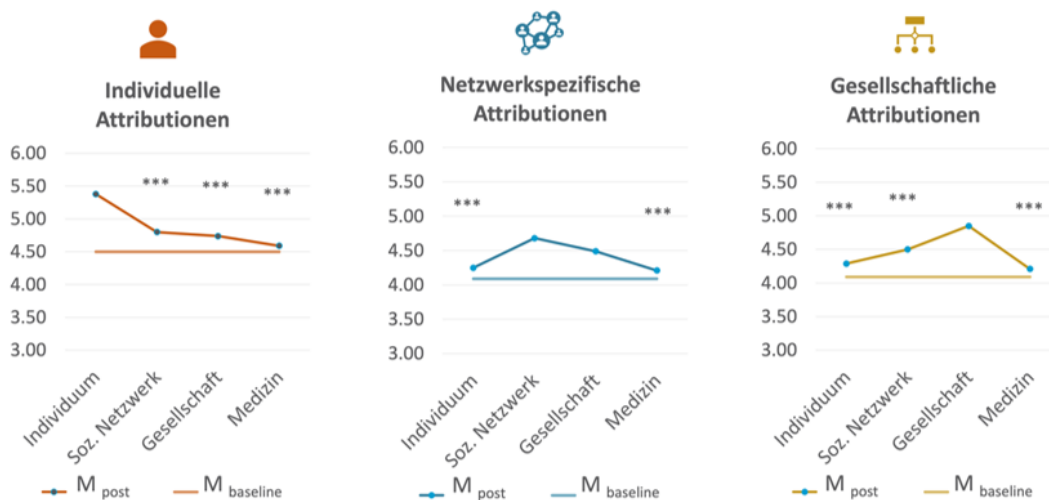 Individuelle
Attributionen
6.00
5.50
5.00
4.50
4.00
3.50
3.00
*** *** ***
Individuum
Soz. Netzwerk
Gesellschaft
Medizin
M post M baseline
Netzwerkspezifische
Attributionen
6.00
5.50
5.00
4.50
4.00
3.50
3.00
*** ***
Individuum
Soz. Netzwerk
Gesellschaft
Medizin
M post M baseline
Gesellschaftliche
Attributionen
6.00
5.50
5.00
4.50
4.00
3.50
3.00
*** *** ***
Individuum
Soz. Netzwerk
Gesellschaft
Medizin
M post M baseline